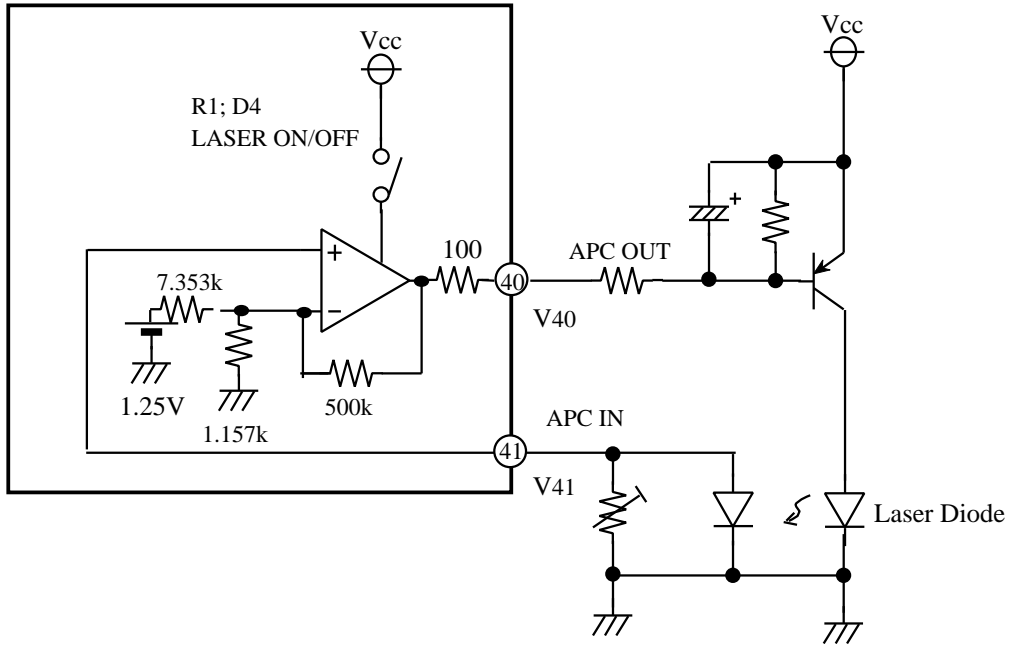 Vcc
Vcc
R1; D4
LASER ON/OFF
+
+
100
APC OUT
7.353k
40
−
V40
1.25V
500k
1.157k
APC IN
41
V41
Laser Diode